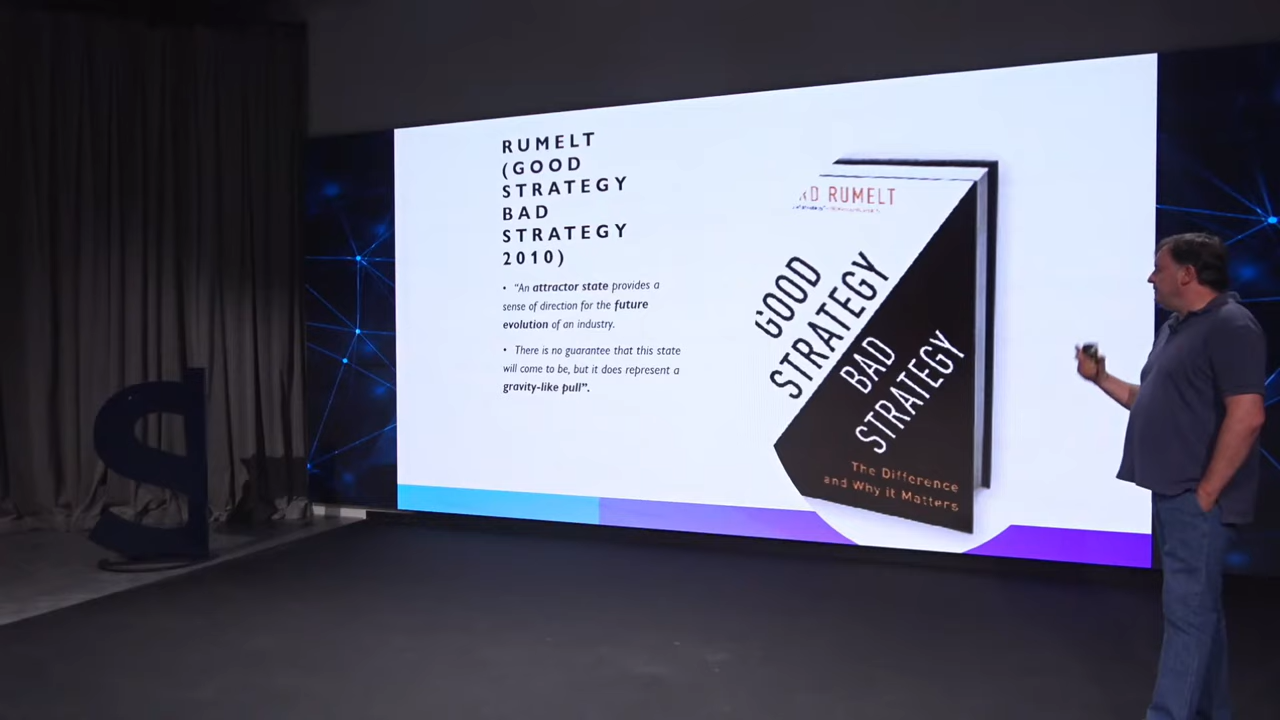 RUMELT
(GOOD
STRATEGY
BAD
STRATEGY
2010)
• "An attractor state provides a
sense of direction for the future
evolution of an industry.
• There is no guarantee that this state
will come to be, but it does represent a
gravity-like pull".
RD RUMELT
GOOD
STRATEGY
BAD
STRATEGY
The Difference
and Why it Matters
S